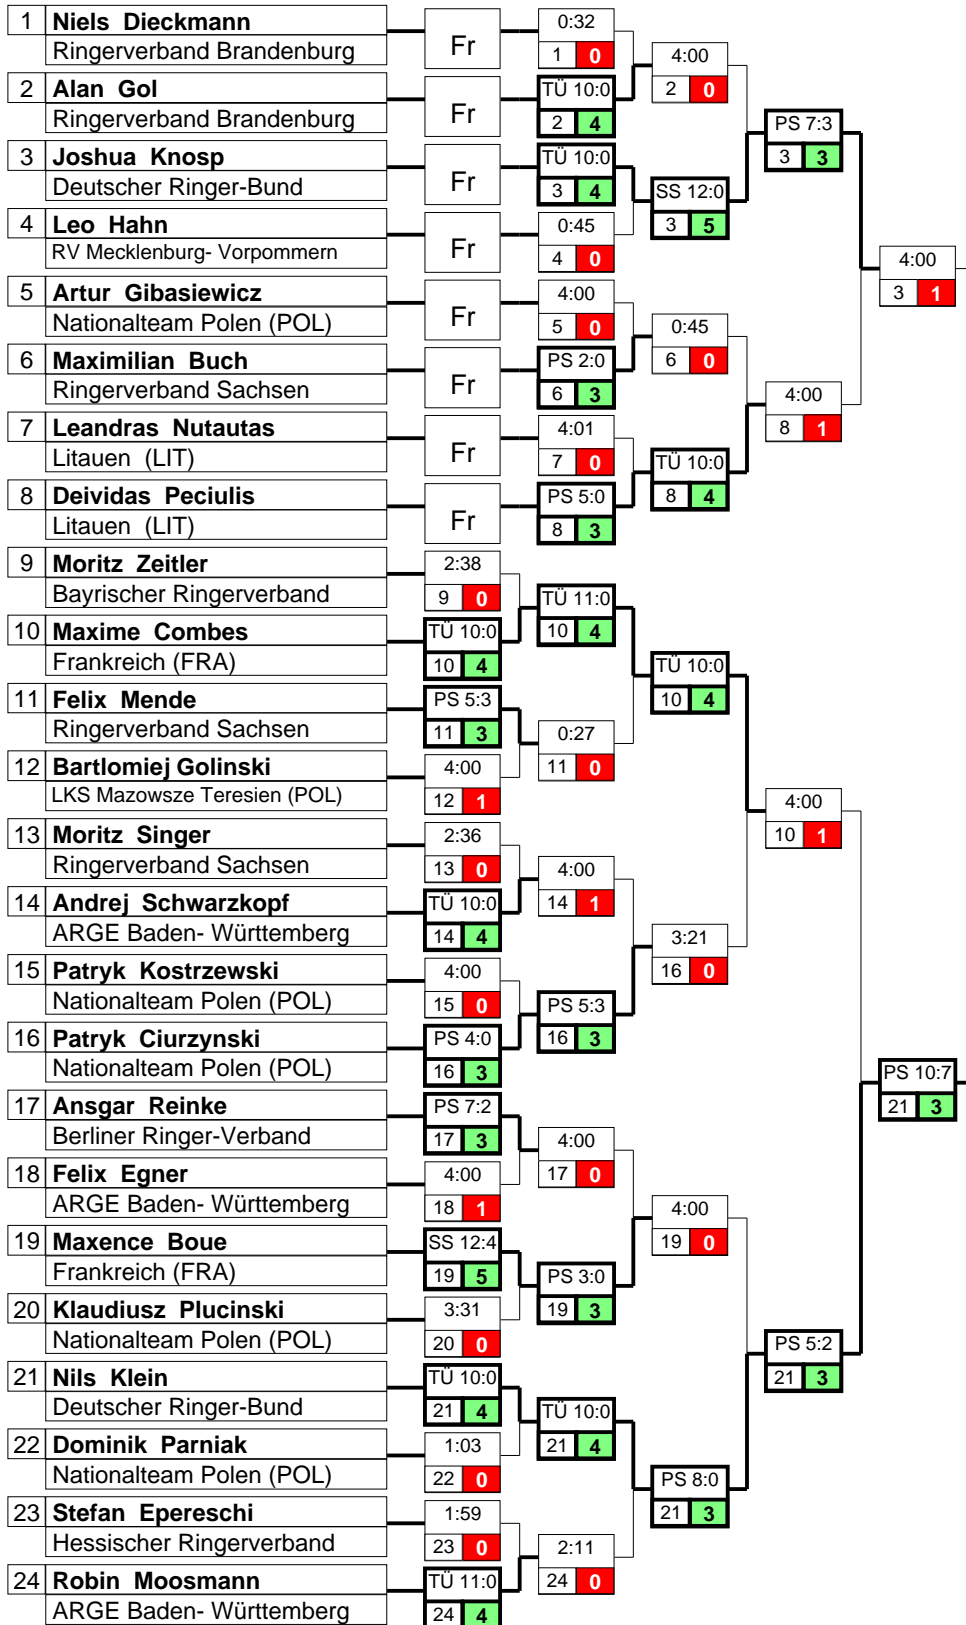 1 Niels Dieckmann
Ringerverband Brandenburg
2 Alan Gol
Ringerverband Brandenburg
3 Joshua Knosp
Deutscher Ringer-Bund
4 Leo Hahn
RV Mecklenburg- Vorpommern
5 Artur Gibasiewicz
Nationalteam Polen (POL)
6 Maximilian Buch
Ringerverband Sachsen
7 Leandras Nutautas
Litauen (LIT)
8 Deividas Peciulis
Litauen (LIT)
9 Moritz Zeitler
Bayrischer Ringerverband
10 Maxime Combes
Frankreich (FRA)
11 Felix Mende
Ringerverband Sachsen
12 Bartlomiej Golinski
LKS Mazowsze Teresien (POL)
13 Moritz Singer
Ringerverband Sachsen
14 Andrej Schwarzkopf
ARGE Baden- Württemberg
15 Patryk Kostrzewski
Nationalteam Polen (POL)
16 Patryk Ciurzynski
Nationalteam Polen (POL)
17 Ansgar Reinke
Berliner Ringer-Verband
18 Felix Egner
ARGE Baden- Württemberg
19 Maxence Boue
Frankreich (FRA)
20 Klaudiusz Plucinski
Nationalteam Polen (POL)
21 Nils Klein
Deutscher Ringer-Bund
22 Dominik Parniak
Nationalteam Polen (POL)
23 Stefan Epereschi
Hessischer Ringerverband
24 Robin Moosmann
ARGE Baden- Württemberg
Fr
Fr
Fr
Fr
Fr
Fr
Fr
Fr
2:38
9 0
TÜ 10:0
10 4
PS 5:3
11 3
4:00
12 1
2:36
13 0
TÜ 10:0
14 4
4:00
15 0
PS 4:0
16 3
PS 7:2
17 3
4:00
18 1
SS 12:4
19 5
3:31
20 0
TÜ 10:0
21 4
1:03
22 0
1:59
23 0
TÜ 11:0
24 4
0:32
1 0
TÜ 10:0
2 4
TÜ 10:0
3 4
0:45
4 0
4:00
5 0
PS 2:0
6 3
4:01
7 0
PS 5:0
8 3
TÜ 11:0
10 4
0:27
11 0
4:00
14 1
PS 5:3
16 3
4:00
17 0
PS 3:0
19 3
TÜ 10:0
21 4
2:11
24 0
4:00
2 0
SS 12:0
3 5
0:45
6 0
TÜ 10:0
8 4
TÜ 10:0
10 4
3:21
16 0
4:00
19 0
PS 8:0
21 3
PS 7:3
3 3
4:00
8 1
4:00
10 1
PS 5:2
21 3
4:00
3 1
PS 10:7
21 3